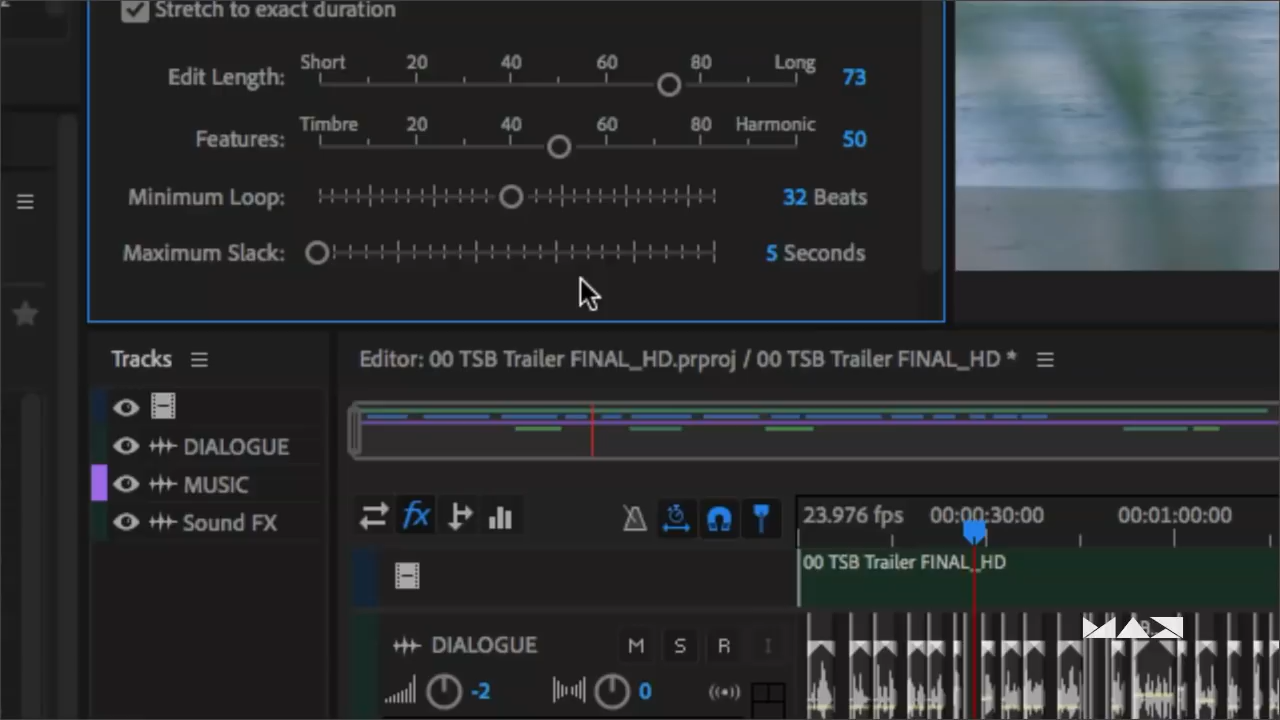 Stretch to exact duration
Edit Length: Short 20 40 60 80 Long 73
Features: Timbre 20 40 60 80 Harmonic 50
Minimum Loop: 32 Beats
Maximum Slack: 5 Seconds
Tracks
Editor: 00 TSB Trailer FINAL_HD.prproj / 00 TSB Trailer FINAL_HD *
DIALOGUE
MUSIC
Sound FX
fx
23.976 fps 00:00:30:00 00:01:00:00
00 TSB Trailer FINAL_HD
MAX
DIALOGUE M S R I
-2 0